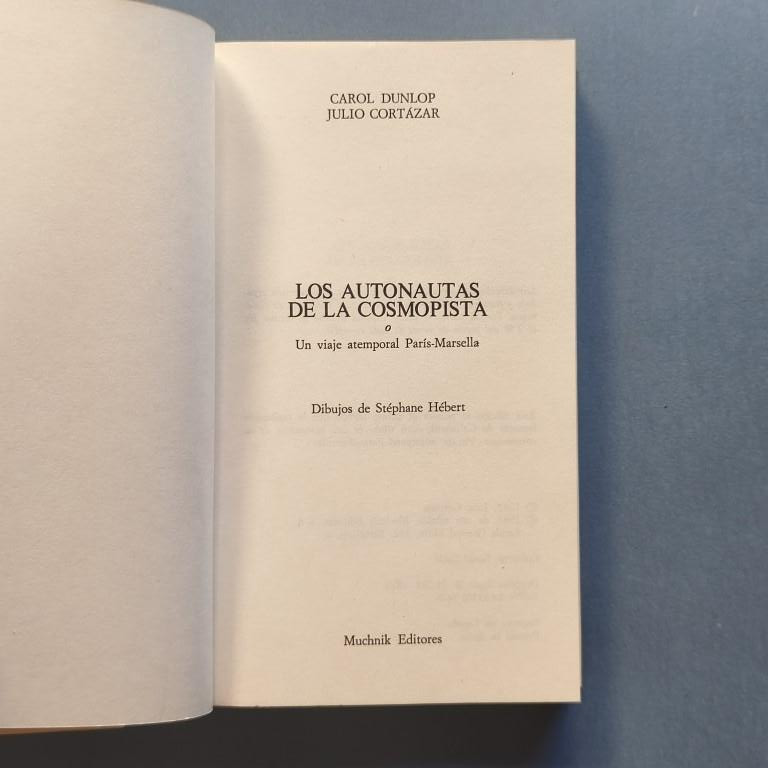 CAROL DUNLOP
JULIO CORTÁZAR
LOS AUTONAUTAS
DE LA COSMOPISTA
o
Un viaje atemporal París-Marsella
Dibujos de Stéphane Hébert
Muchnik Editores